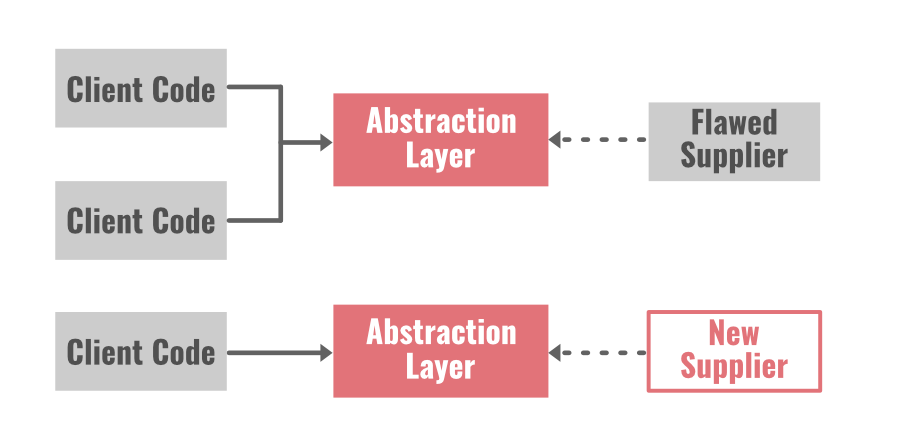 Client Code
Abstraction
Layer
Flawed
Supplier
Client Code
Client Code
Abstraction
Layer
New
Supplier